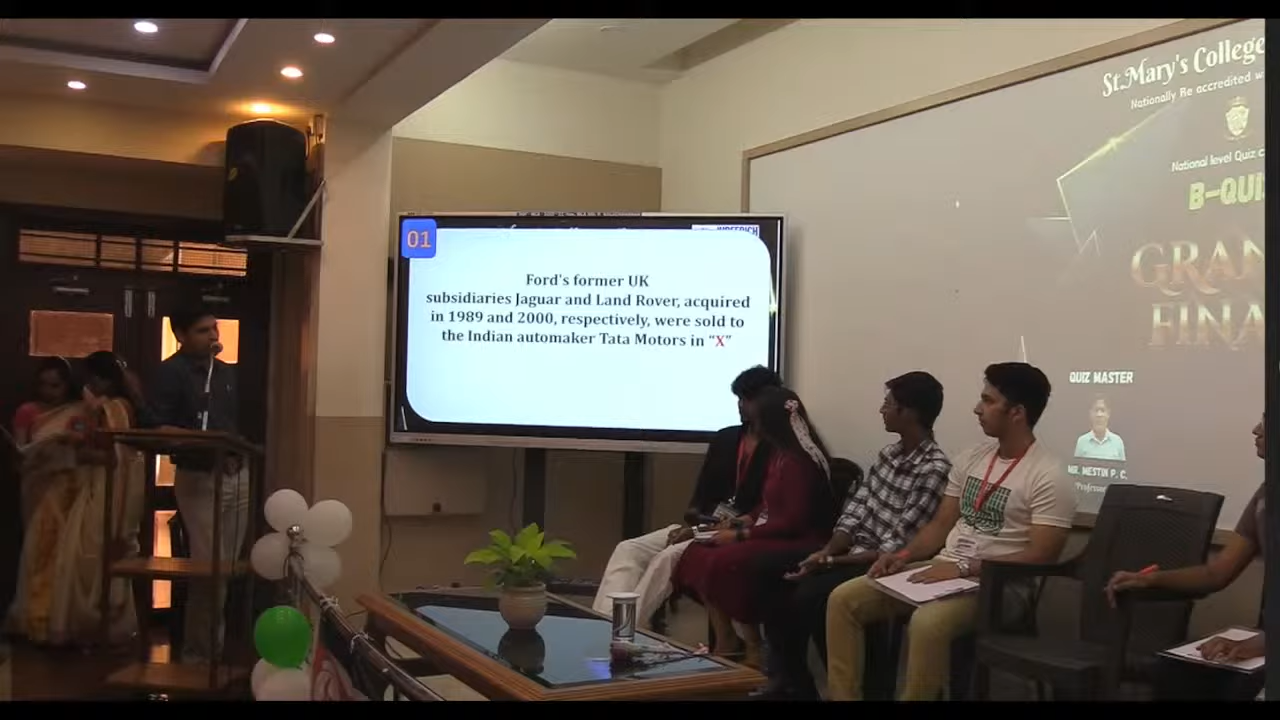 01
Ford's former UK
subsidiaries Jaguar and Land Rover, acquired
in 1989 and 2000, respectively, were sold to
the Indian automaker Tata Motors in "X"
St.Mary's College
Nationally Re accredited
National level Quiz
B-QUI
GRAN
FINA
QUIZ MASTER
MR. NESTIN P. C.